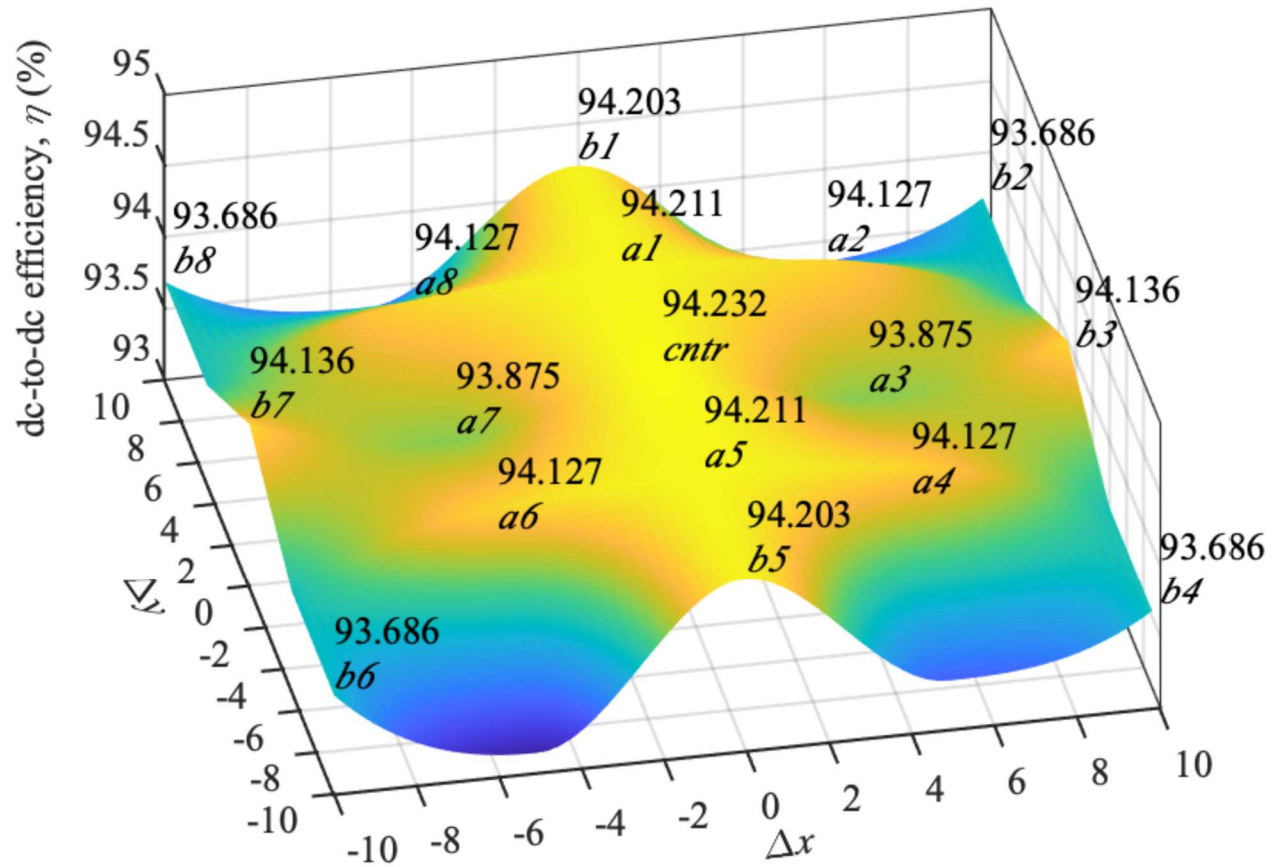 dc-to-dc efficiency, η (%)
95
94.5
94
93.5
93
94.203
b1
93.686
b2
94.211
a1
94.127
a2
93.686
b8
94.127
a8
94.232
cntr
94.136
b3
93.875
a3
94.136
b7
93.875
a7
94.211
a5
94.127
a4
94.127
a6
94.203
b5
93.686
b4
93.686
b6
10
8
6
4
2
0
-2
-4
-6
-8
-10
Δy
-10
-8
-6
-4
-2
0
2
4
6
8
10
Δx